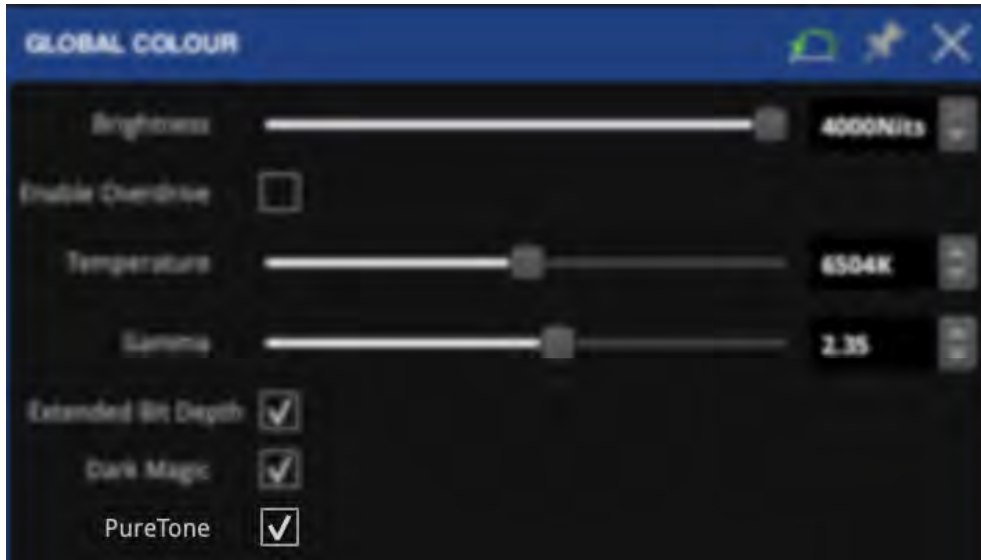 GLOBAL COLOUR
Brightness 4000Nits
Enable Overdrive
Temperature 6504K
Gamma 2.35
Extended Bit Depth
Dark Magic
PureTone